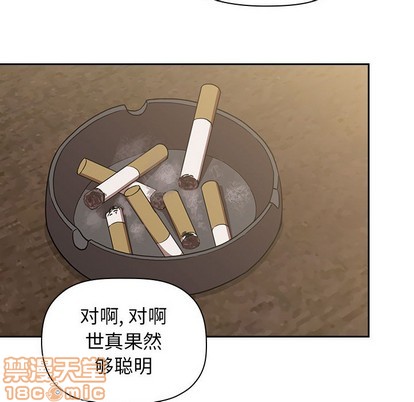 对啊, 对啊
世真果然
够聪明
禁漫天堂
18comic